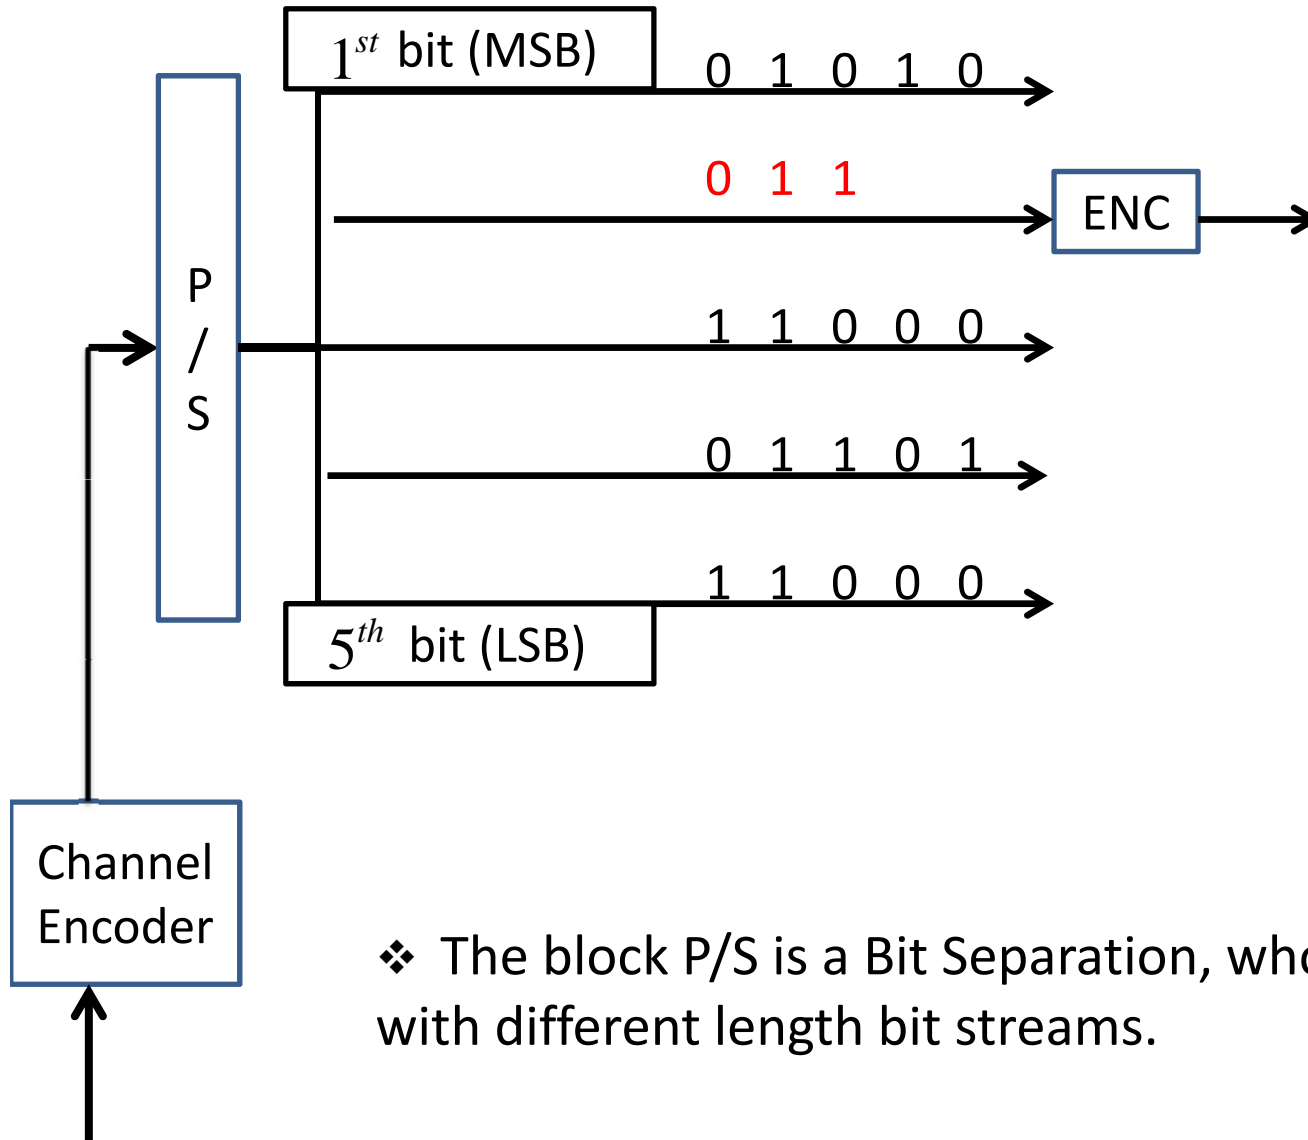 1st bit (MSB)
0 1 0 1 0
0 1 1
ENC
P
/
S
1 1 0 0 0
0 1 1 0 1
1 1 0 0 0
5th bit (LSB)
Channel
Encoder
❖ The block P/S is a Bit Separation,
with different length bit streams.